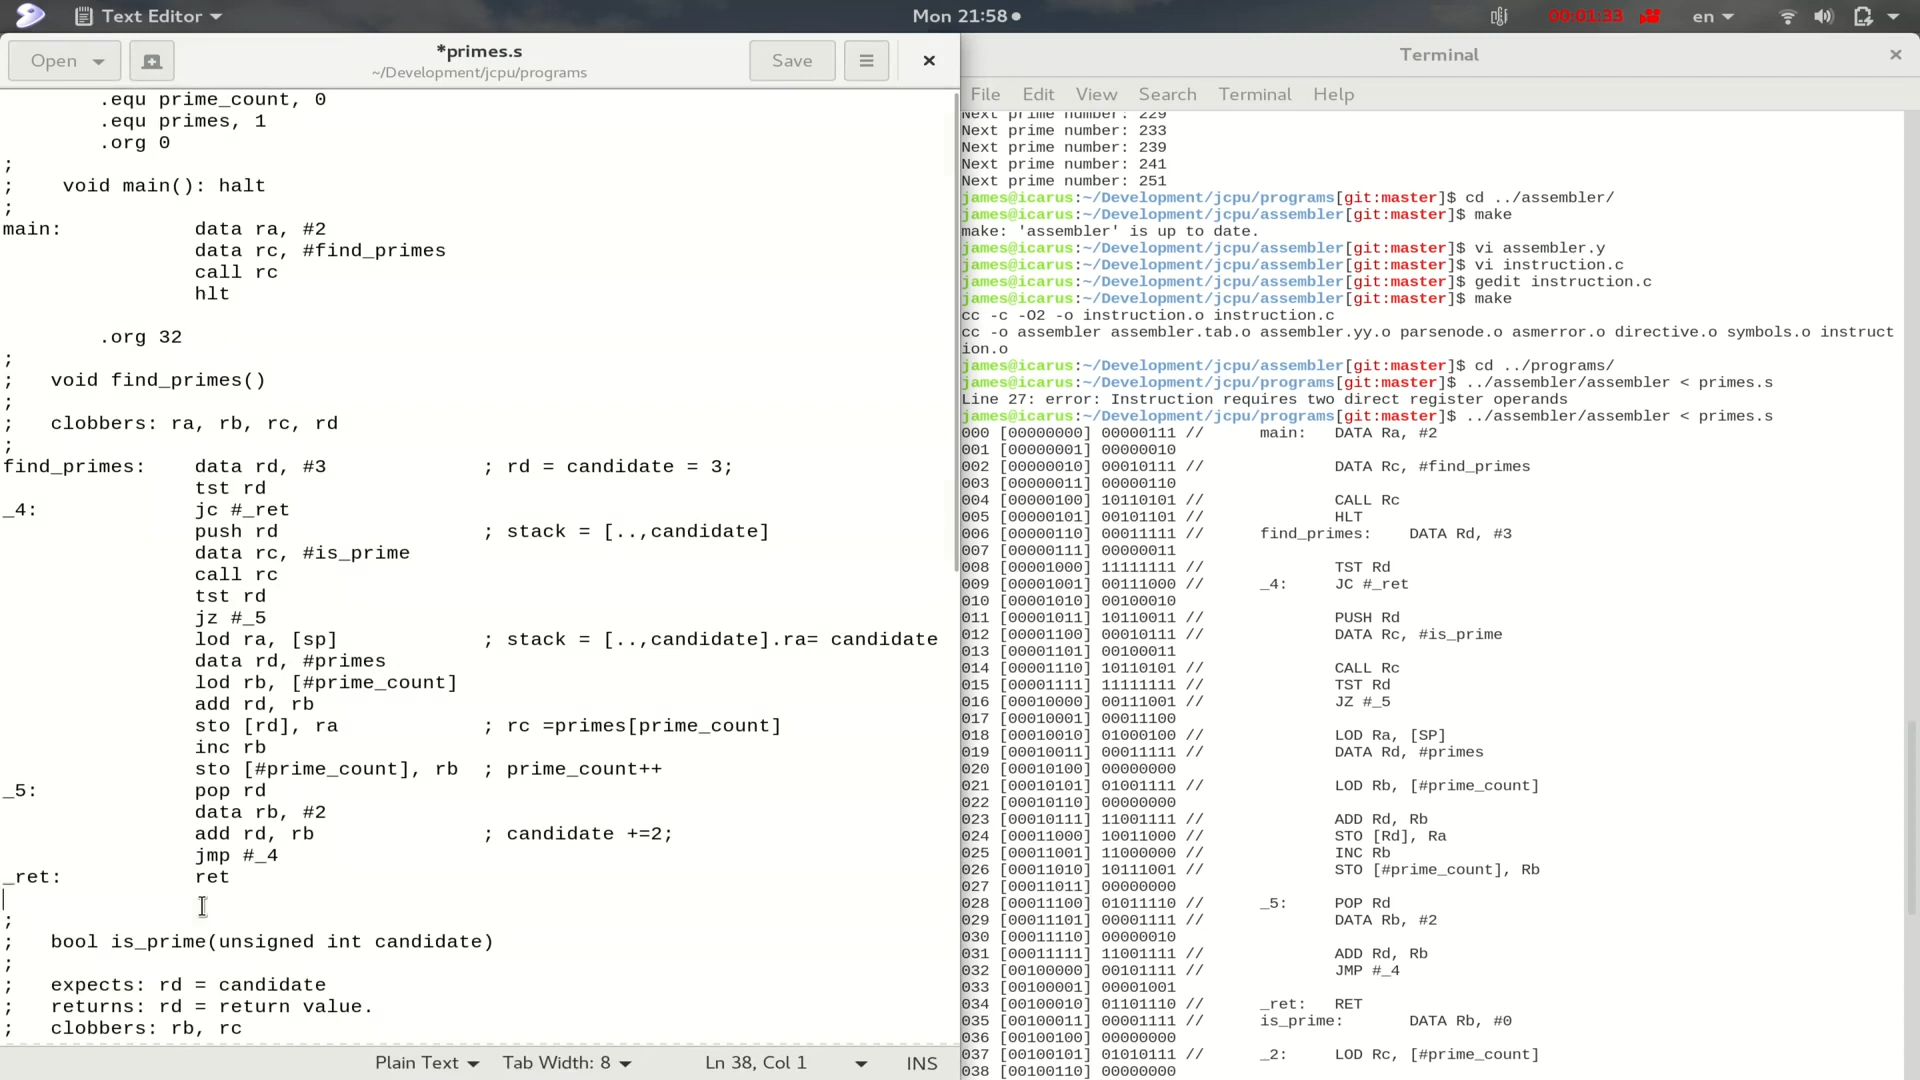 Text Editor
Mon 21:58
00:01:33
en
Open
*primes.s
~/Development/jcpu/programs
Save
.equ prime_count, 0
.equ primes, 1
.org 0
;
;    void main(): halt
;
main:           data ra, #2
data rc, #find_primes
call rc
hlt
.org 32
;
;   void find_primes()
;
;   clobbers: ra, rb, rc, rd
;
find_primes:    data rd, #3             ; rd = candidate = 3;
tst rd
_4:             jc #_ret
push rd                 ; stack = [..,candidate]
data rc, #is_prime
call rc
tst rd
jz #_5
lod ra, [sp]            ; stack = [..,candidate].ra= candidate
data rd, #primes
lod rb, [#prime_count]
add rd, rb
sto [rd], ra            ; rc =primes[prime_count]
inc rb
sto [#prime_count], rb  ; prime_count++
_5:             pop rd
data rb, #2
add rd, rb              ; candidate +=2;
jmp #_4
_ret:           ret
;
;   bool is_prime(unsigned int candidate)
;
;   expects: rd = candidate
;   returns: rd = return value.
;   clobbers: rb, rc
Plain Text
Tab Width: 8
Ln 38, Col 1
INS
Terminal
File Edit View Search Terminal Help
Next prime number: 229
Next prime number: 233
Next prime number: 239
Next prime number: 241
Next prime number: 251
james@icarus:~/Development/jcpu/programs[git:master]$ cd ../assembler/
james@icarus:~/Development/jcpu/assembler[git:master]$ make
make: 'assembler' is up to date.
james@icarus:~/Development/jcpu/assembler[git:master]$ vi assembler.y
james@icarus:~/Development/jcpu/assembler[git:master]$ vi instruction.c
james@icarus:~/Development/jcpu/assembler[git:master]$ gedit instruction.c
james@icarus:~/Development/jcpu/assembler[git:master]$ make
cc -c -O2 -o instruction.o instruction.c
cc -o assembler assembler.tab.o assembler.yy.o parsenode.o asmerror.o directive.o symbols.o instruct
ion.o
james@icarus:~/Development/jcpu/assembler[git:master]$ cd ../programs/
james@icarus:~/Development/jcpu/programs[git:master]$ ../assembler/assembler < primes.s
Line 27: error: Instruction requires two direct register operands
james@icarus:~/Development/jcpu/programs[git:master]$ ../assembler/assembler < primes.s
000 [00000000] 00000111 //      main:   DATA Ra, #2
001 [00000001] 00000010
002 [00000010] 00010111 //              DATA Rc, #find_primes
003 [00000011] 00000110
004 [00000100] 10110101 //              CALL Rc
005 [00000101] 00101101 //              HLT
006 [00000110] 00011111 //      find_primes:    DATA Rd, #3
007 [00000111] 00000011
008 [00001000] 11111111 //              TST Rd
009 [00001001] 00111000 //      _4:     JC #_ret
010 [00001010] 00100010
011 [00001011] 10110011 //              PUSH Rd
012 [00001100] 00010111 //              DATA Rc, #is_prime
013 [00001101] 00100011
014 [00001110] 10110101 //              CALL Rc
015 [00001111] 11111111 //              TST Rd
016 [00010000] 00111001 //              JZ #_5
017 [00010001] 00011100
018 [00010010] 01000100 //              LOD Ra, [SP]
019 [00010011] 00011111 //              DATA Rd, #primes
020 [00010100] 00000000
021 [00010101] 01001111 //              LOD Rb, [#prime_count]
022 [00010110] 00000000
023 [00010111] 11001111 //              ADD Rd, Rb
024 [00011000] 10011000 //              STO [Rd], Ra
025 [00011001] 11000000 //              INC Rb
026 [00011010] 10111001 //              STO [#prime_count], Rb
027 [00011011] 00000000
028 [00011100] 01011110 //      _5:     POP Rd
029 [00011101] 00001111 //              DATA Rb, #2
030 [00011110] 00000010
031 [00011111] 11001111 //              ADD Rd, Rb
032 [00100000] 00101111 //              JMP #_4
033 [00100001] 00001001
034 [00100010] 01101110 //      _ret:   RET
035 [00100011] 00001111 //      is_prime:       DATA Rb, #0
036 [00100100] 00000000
037 [00100101] 01010111 //      _2:     LOD Rc, [#prime_count]
038 [00100110] 00000000